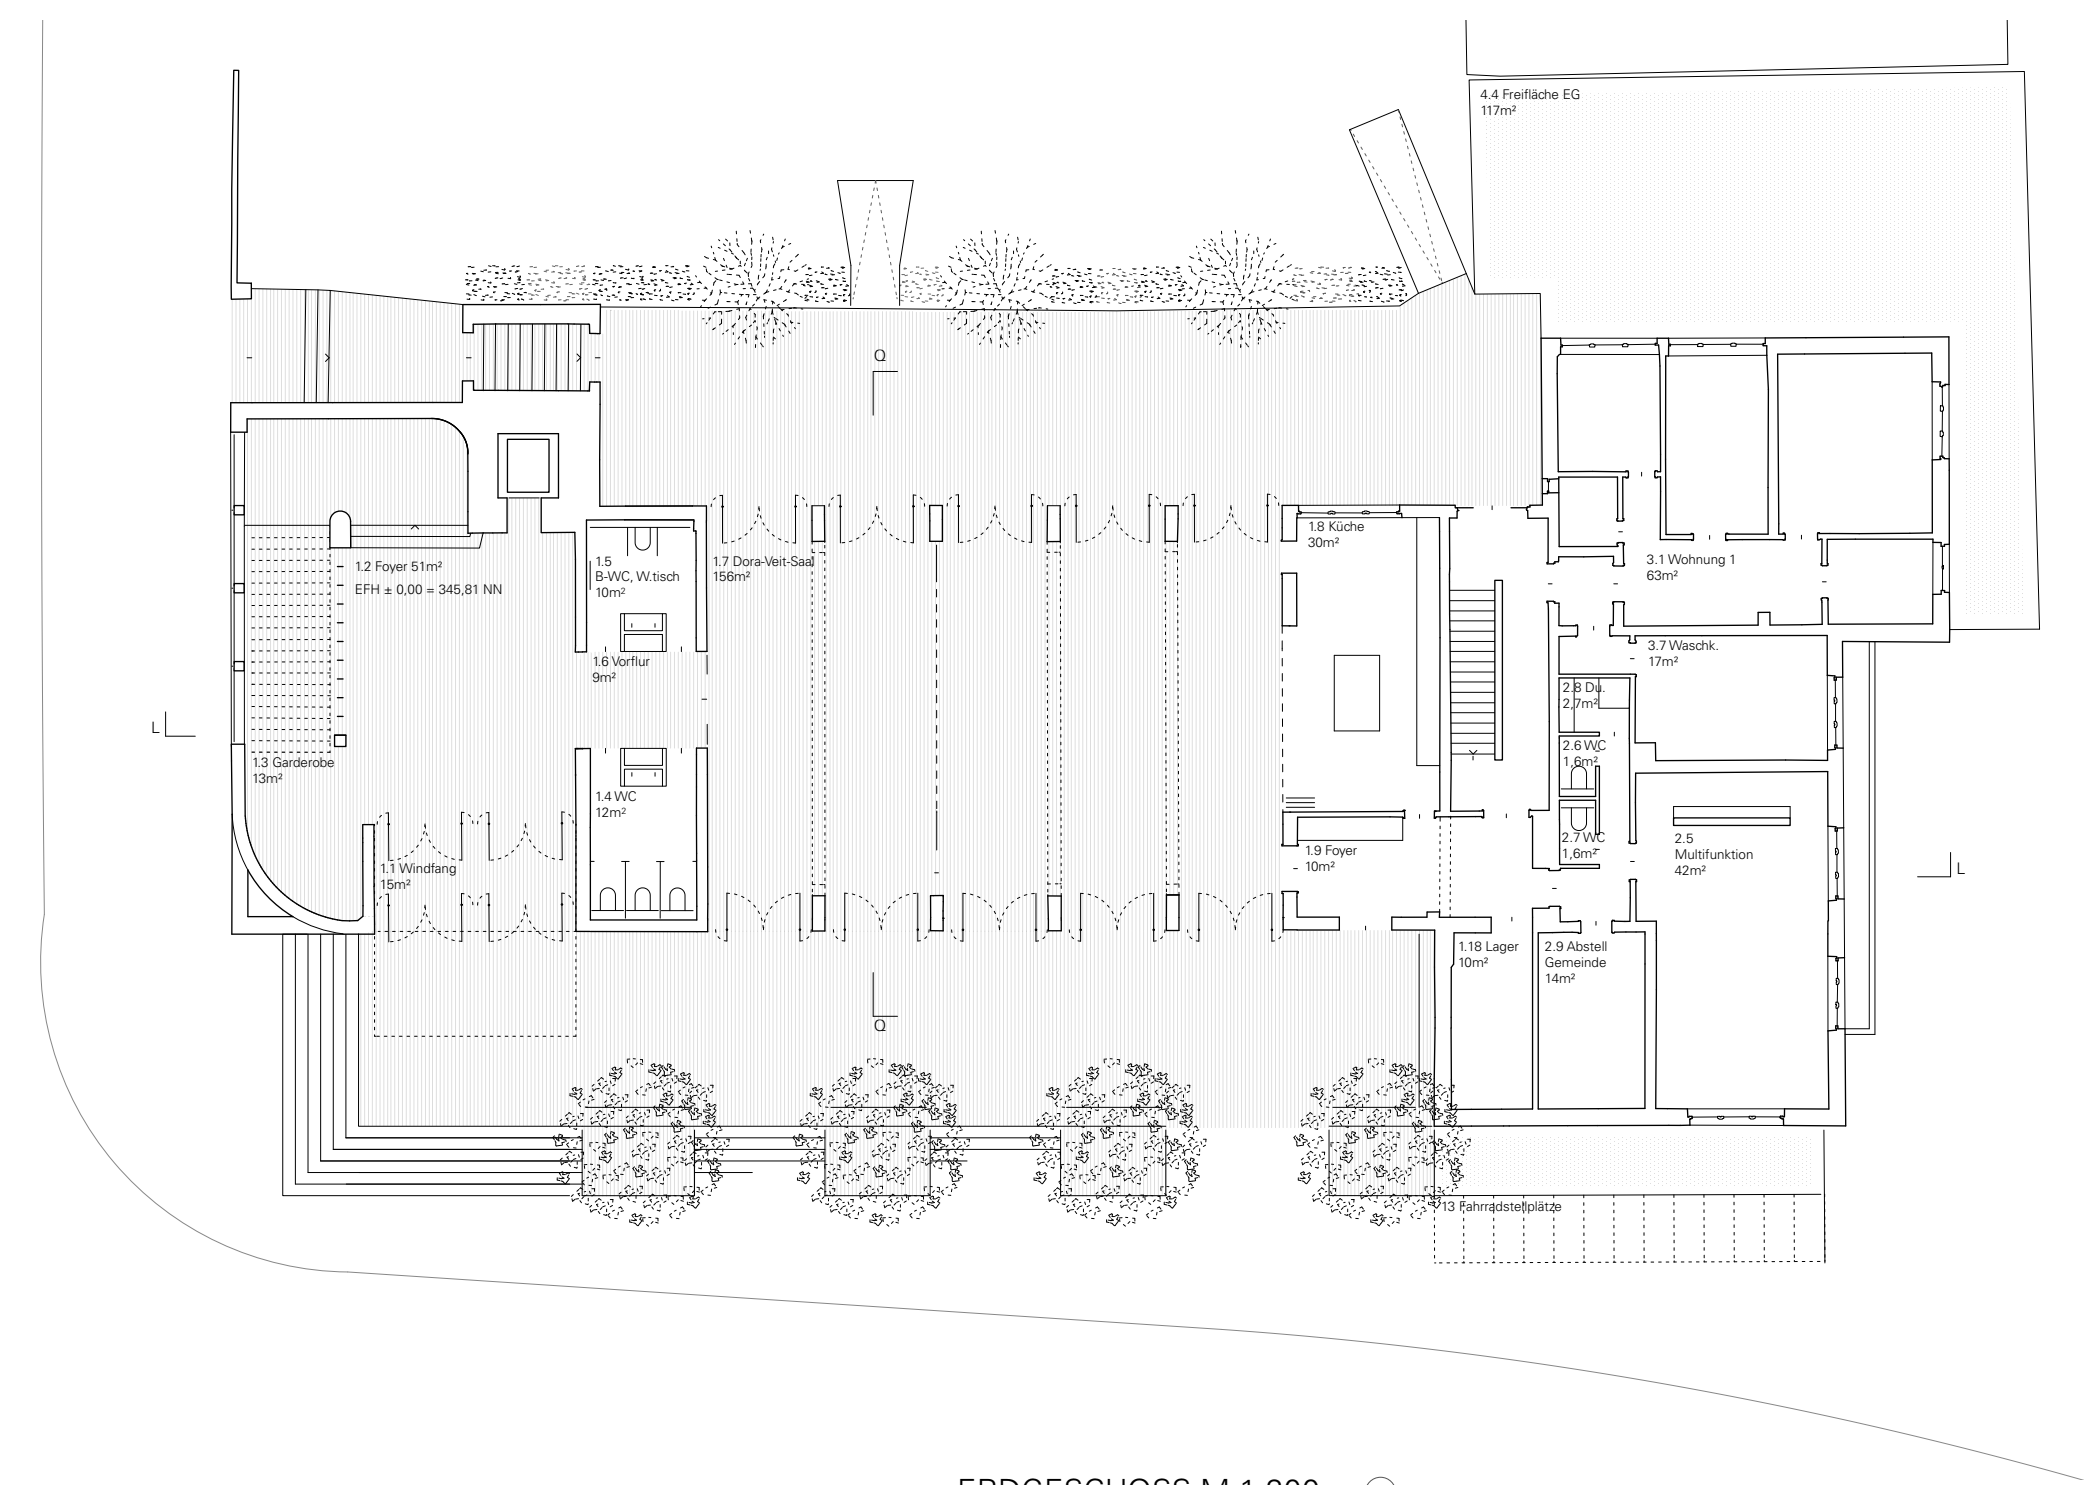 4.4 Freifläche EG
117m²
Q
1.8 Küche
30m²
1.5
B-WC, W.tisch
10m²
1.7 Dora-Veit-Saal
156m²
1.2 Foyer 51m²
EFH ± 0,00 = 345,81 NN
3.1 Wohnung 1
63m²
1.6 Vorflur
9m²
3.7 Waschk.
17m²
2.8 Du.
2,7m²
L
1.3 Garderobe
13m²
2.6 WC
1,6m²
1.4 WC
12m²
2.7 WC
1,6m²
2.5
Multifunktion
42m²
1.9 Foyer
10m²
1.1 Windfang
15m²
L
1.18 Lager
10m²
2.9 Abstell
Gemeinde
14m²
Q
13 Fahrradstellplätze
ERDGESCHOSS M 1:200